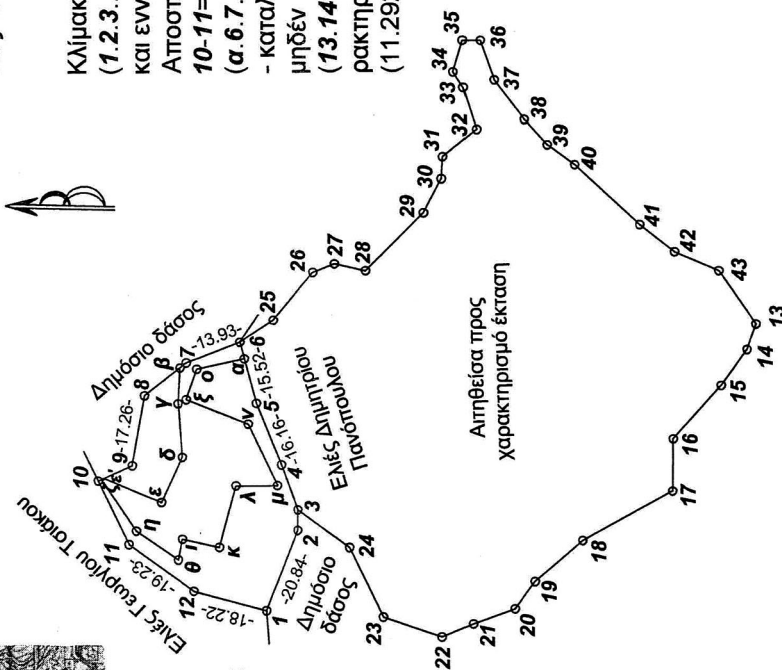 Κλίμακ
(1.2.3.
και ενν
Αποστ
10-11=
(α.6.7.
- κατα
μηδέν
(13.14
ρακτηρ
(11.29
Δημόσιο δάσος
Ελιές Γεωργίου Τσιάκου
10
ζ
ε'
9
-17.26-
8
β
7
-13.93-
γ
ο
ξ
δ
ε
η
11
-19.23-
θ
ι
κ
λ
μ
ν
α
6
25
-15.52-
5
-16.16-
4
3
2
12
-18.22-
1
-20.84-
Δημόσιο
δάσος
Ελιές Δημητρίου
Πανόπουλου
24
23
22
21
20
19
18
17
16
15
14
13
43
42
41
40
39
38
37
36
35
34
33
32
31
30
29
28
27
26
Αιτηθείσα προς
χαρακτηρισμό έκταση